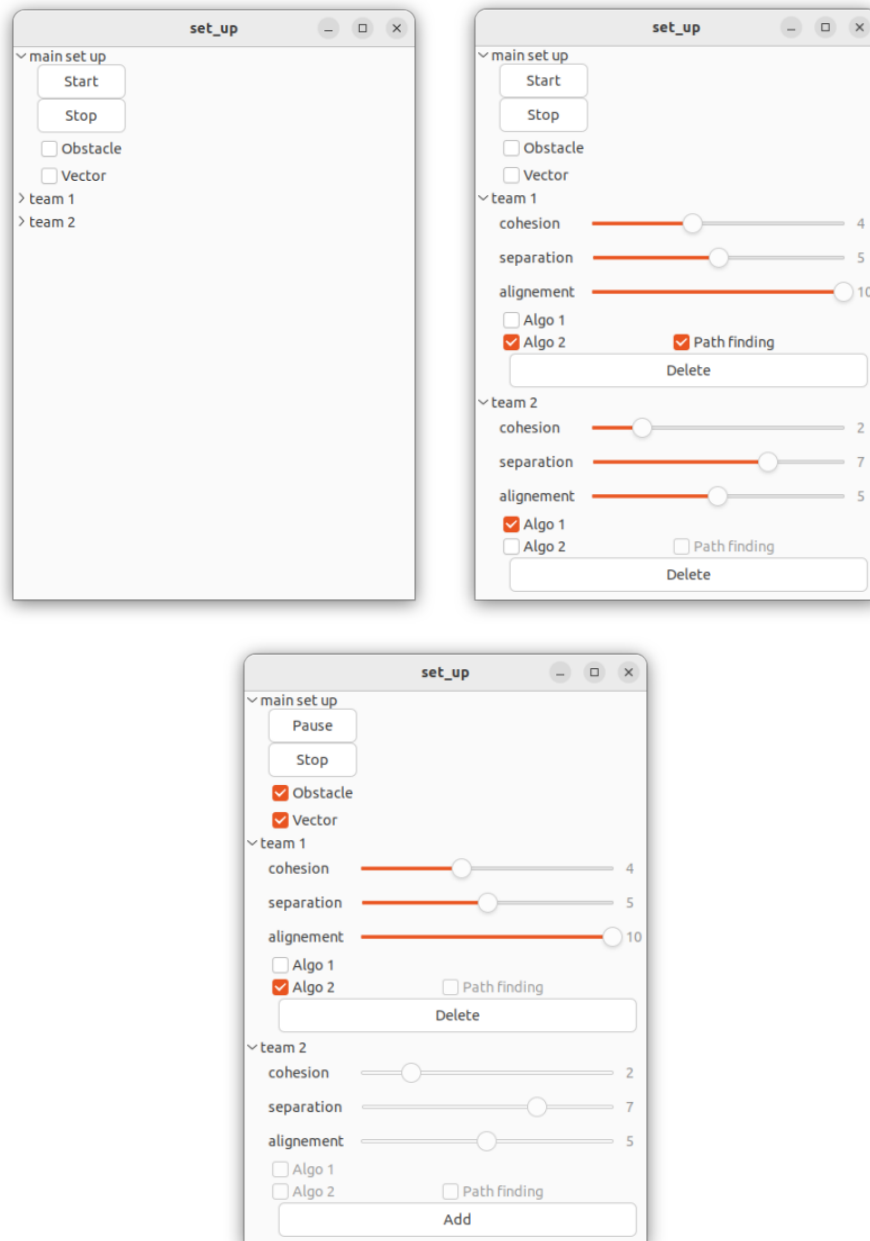 set_up
main set up
Start
Stop
Obstacle
Vector
team 1
team 2
set_up
main set up
Start
Stop
Obstacle
Vector
team 1
cohesion 4
separation 5
alignement 10
Algo 1
Algo 2 Path finding
Delete
team 2
cohesion 2
separation 7
alignement 5
Algo 1
Algo 2 Path finding
Delete
set_up
main set up
Pause
Stop
Obstacle
Vector
team 1
cohesion 4
separation 5
alignement 10
Algo 1
Algo 2 Path finding
Delete
team 2
cohesion 2
separation 7
alignement 5
Algo 1
Algo 2 Path finding
Add